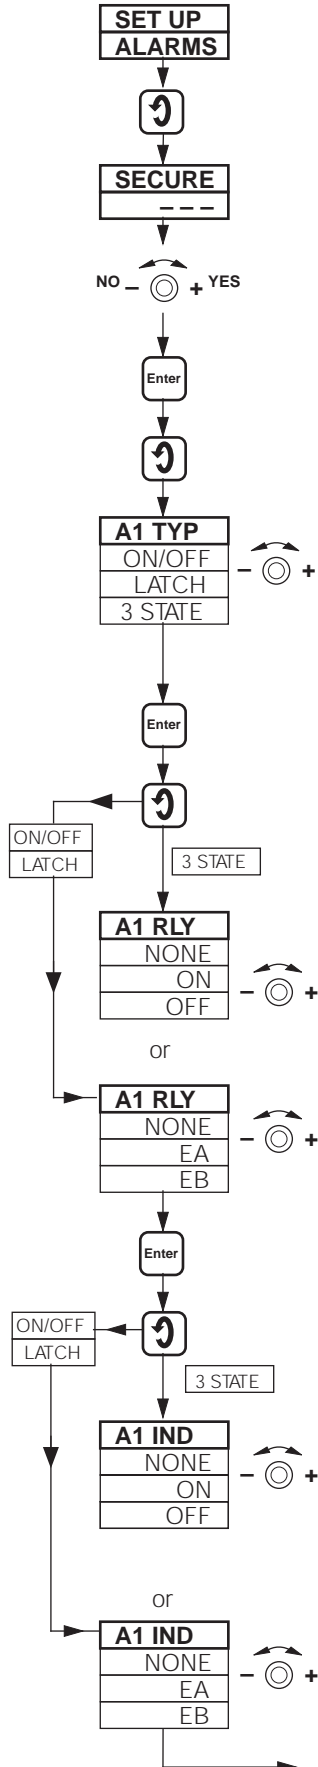 SET UP
ALARMS
SECURE
– – –
NO – + YES
Enter
A1 TYP
ON/OFF
LATCH
3 STATE
– +
Enter
ON/OFF
LATCH
3 STATE
A1 RLY
NONE
ON
OFF
– +
or
A1 RLY
NONE
EA
EB
– +
Enter
ON/OFF
LATCH
3 STATE
A1 IND
NONE
ON
OFF
– +
or
A1 IND
NONE
EA
EB
– +